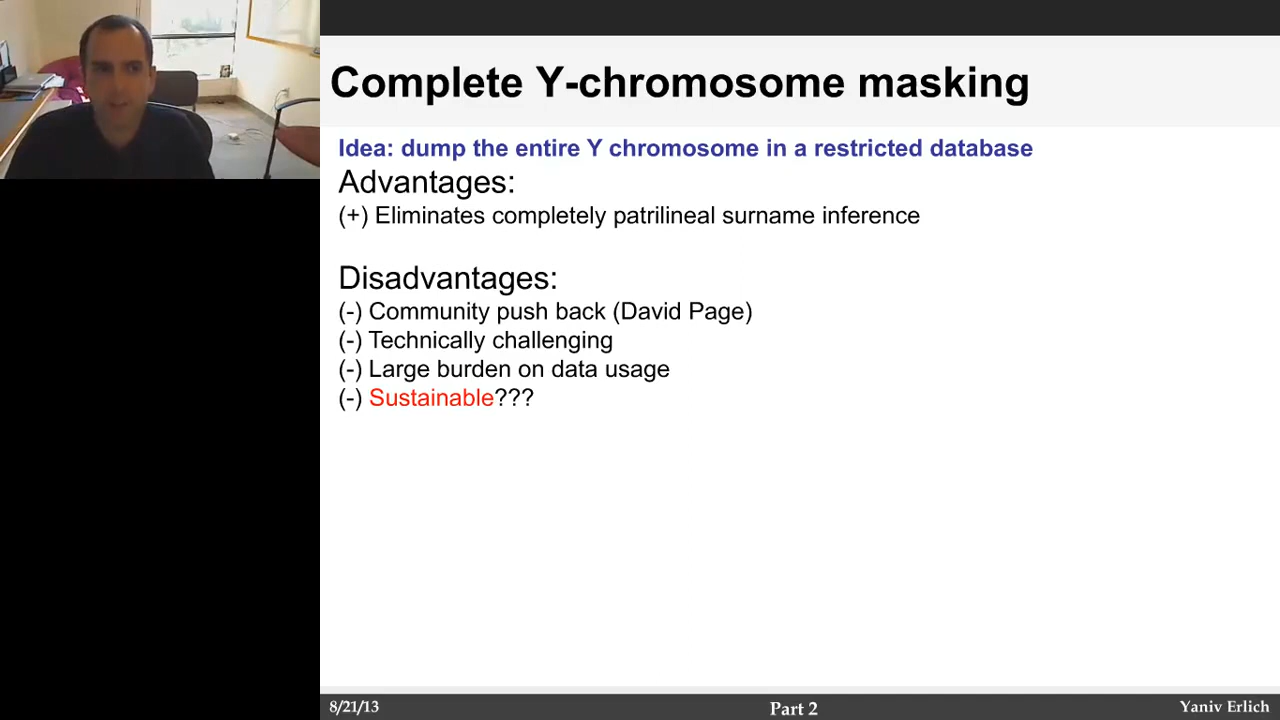 Complete Y-chromosome masking
Idea: dump the entire Y chromosome in a restricted database
Advantages:
(+) Eliminates completely patrilineal surname inference
Disadvantages:
(-) Community push back (David Page)
(-) Technically challenging
(-) Large burden on data usage
(-) Sustainable???
8/21/13
Part 2
Yaniv Erlich